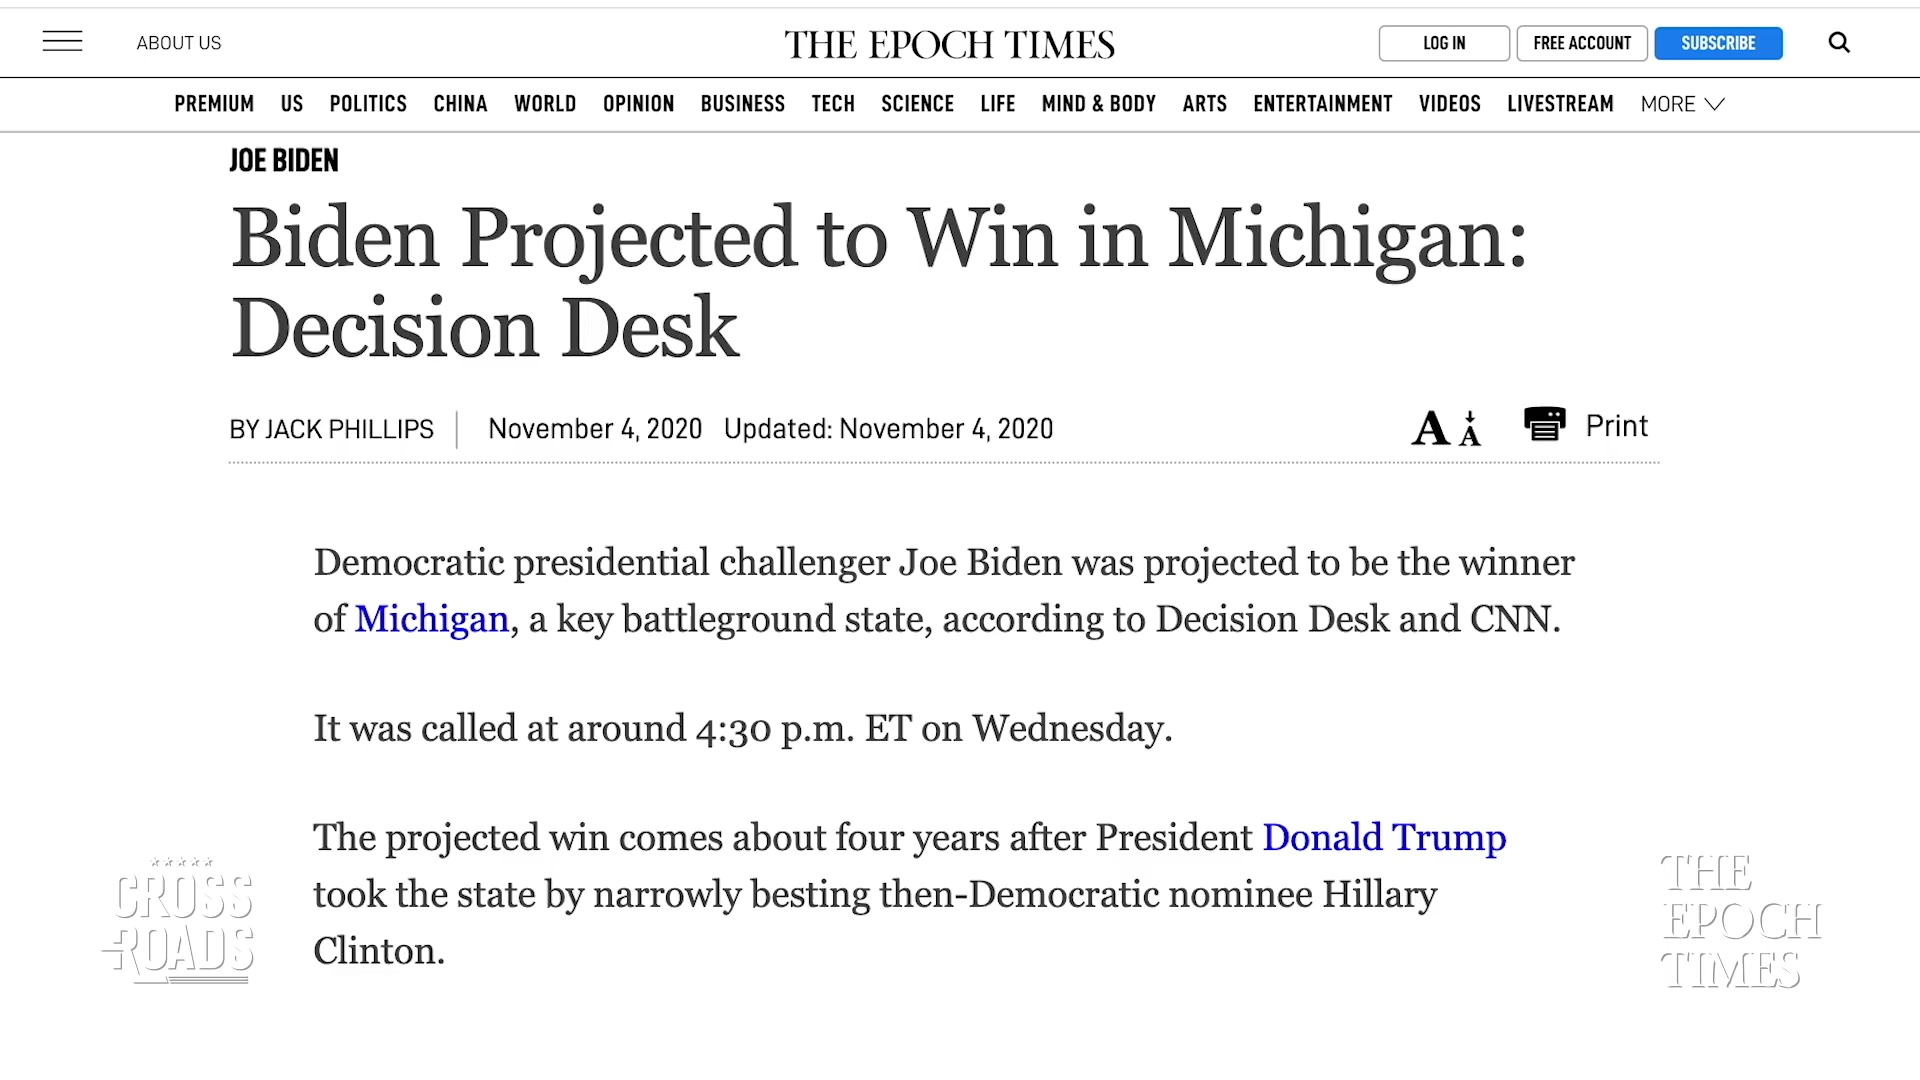 ABOUT US
THE EPOCH TIMES
LOG IN
FREE ACCOUNT
SUBSCRIBE
PREMIUM US POLITICS CHINA WORLD OPINION BUSINESS TECH SCIENCE LIFE MIND & BODY ARTS ENTERTAINMENT VIDEOS LIVESTREAM MORE
JOE BIDEN
Biden Projected to Win in Michigan:
Decision Desk
BY JACK PHILLIPS November 4, 2020 Updated: November 4, 2020
A A Print
Democratic presidential challenger Joe Biden was projected to be the winner
of Michigan, a key battleground state, according to Decision Desk and CNN.
It was called at around 4:30 p.m. ET on Wednesday.
The projected win comes about four years after President Donald Trump
took the state by narrowly besting then-Democratic nominee Hillary
Clinton.
CROSS
ROADS
THE
EPOCH
TIMES